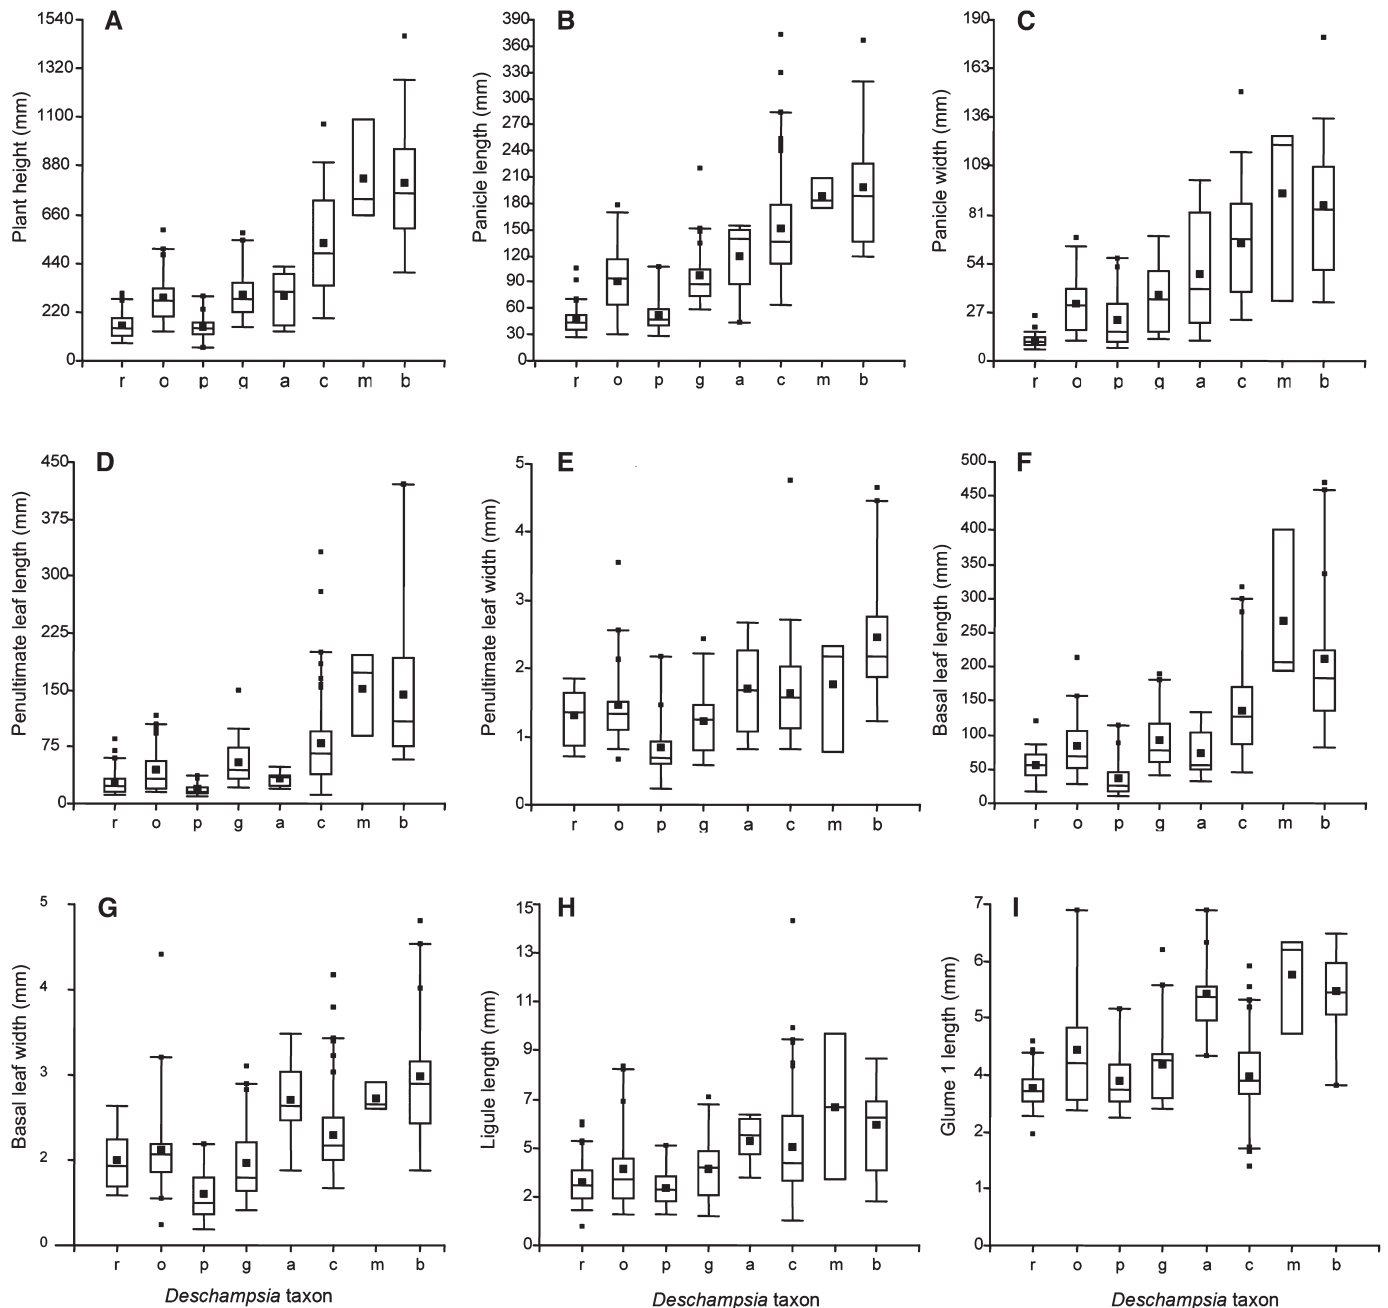 A
Plant height (mm)
1540
1320
1100
880
660
440
220
0
r o p g a c m b
B
Panicle length (mm)
390
360
330
300
270
240
210
180
150
120
90
60
30
0
r o p g a c m b
C
Panicle width (mm)
190
163
136
109
81
54
27
0
r o p g a c m b
D
Penultimate leaf length (mm)
450
375
300
225
150
75
0
r o p g a c m b
E
Penultimate leaf width (mm)
5
4
3
2
1
0
r o p g a c m b
F
Basal leaf length (mm)
500
450
400
350
300
250
200
150
100
50
0
r o p g a c m b
G
Basal leaf width (mm)
5
4
3
2
0
r o p g a c m b
Deschampsia taxon
H
Ligule length (mm)
15
13
11
9
7
5
2
0
r o p g a c m b
Deschampsia taxon
I
Glume 1 length (mm)
7
6
5
4
2
1
0
r o p g a c m b
Deschampsia taxon